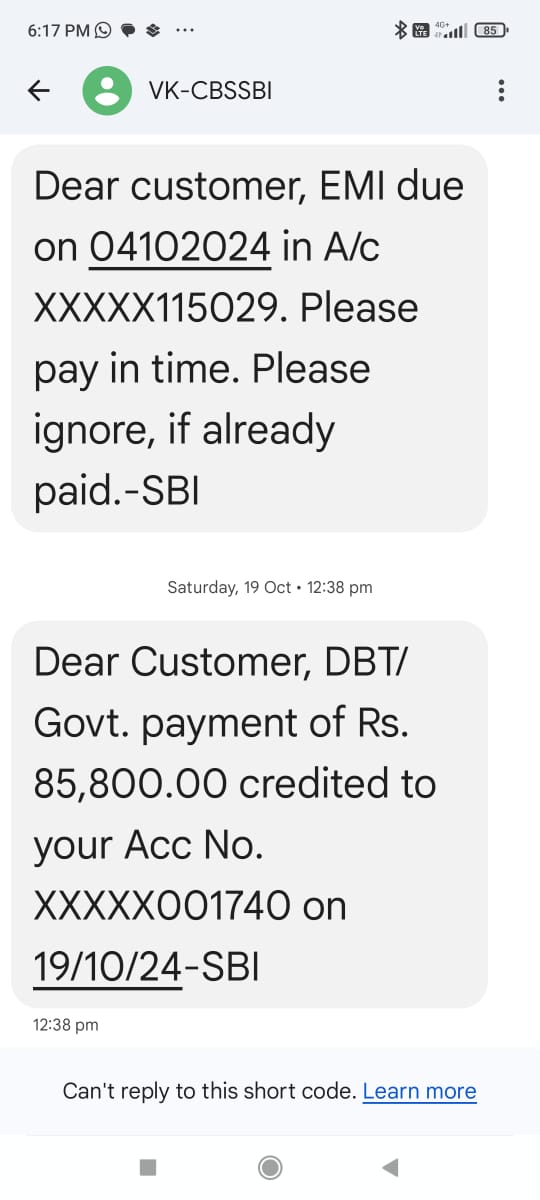 6:17 PM
Vo LTE 4G+ 85
VK-CBSSBI
Dear customer, EMI due
on 04102024 in A/c
XXXXX115029. Please
pay in time. Please
ignore, if already
paid.-SBI
Saturday, 19 Oct • 12:38 pm
Dear Customer, DBT/
Govt. payment of Rs.
85,800.00 credited to
your Acc No.
XXXXX001740 on
19/10/24-SBI
12:38 pm
Can't reply to this short code. Learn more